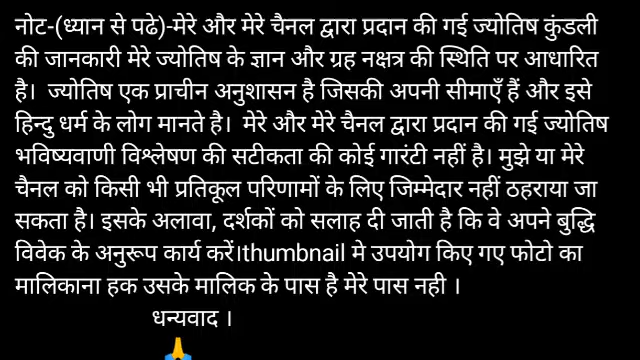 नोट-(ध्यान से पढे)-मेरे और मेरे चैनल द्वारा प्रदान की गई ज्योतिष कुंडली
की जानकारी मेरे ज्योतिष के ज्ञान और ग्रह नक्षत्र की स्थिति पर आधारित
है। ज्योतिष एक प्राचीन अनुशासन है जिसकी अपनी सीमाएँ हैं और इसे
हिन्दु धर्म के लोग मानते है। मेरे और मेरे चैनल द्वारा प्रदान की गई ज्योतिष
भविष्यवाणी विश्लेषण की सटीकता की कोई गारंटी नहीं है। मुझे या मेरे
चैनल को किसी भी प्रतिकूल परिणामों के लिए जिम्मेदार नहीं ठहराया जा
सकता है। इसके अलावा, दर्शकों को सलाह दी जाती है कि वे अपने बुद्धि
विवेक के अनुरूप कार्य करें।thumbnail मे उपयोग किए गए फोटो का
मालिकाना हक उसके मालिक के पास है मेरे पास नही ।
धन्यवाद ।
🙏